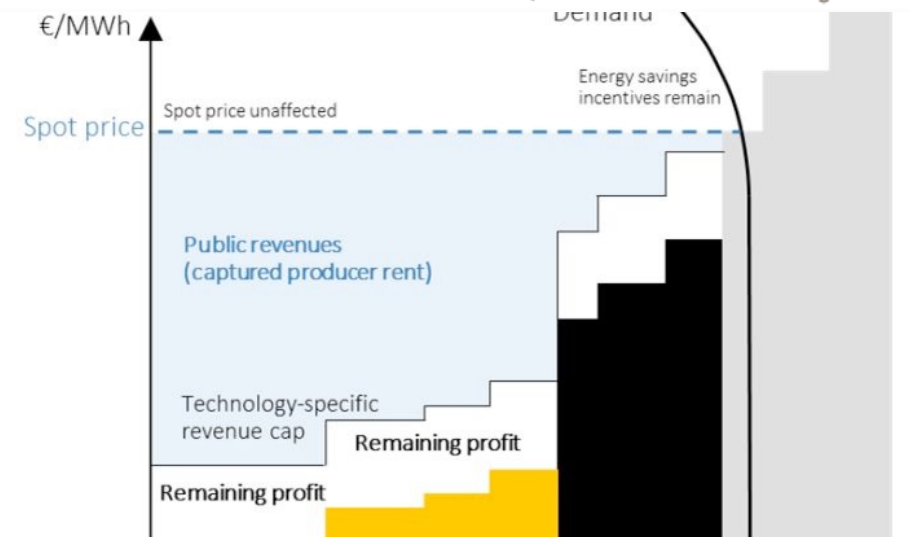 €/MWh
Demand
Energy savings
incentives remain
Spot price unaffected
Spot price
Public revenues
(captured producer rent)
Technology-specific
revenue cap
Remaining profit
Remaining profit